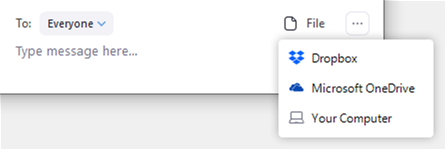 To: Everyone File ...
Type message here...
Dropbox
Microsoft OneDrive
Your Computer